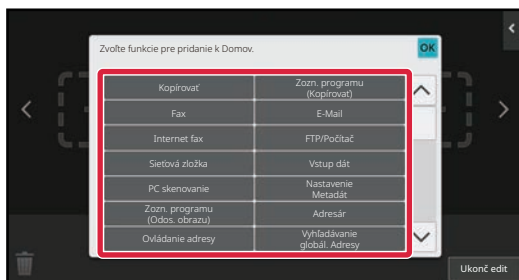 Zvoľte funkcie pre pridanie k Domov.
OK
Kopírovať
Zozn. programu
(Kopírovať)
Fax
E-Mail
Internet fax
FTP/Počítač
Sieťová zložka
Vstup dát
PC skenovanie
Nastavenie
Metadát
Zozn. programu
(Odos. obrazu)
Adresár
Ovládanie adresy
Vyhľadávanie
globál. Adresy
Ukonč edit